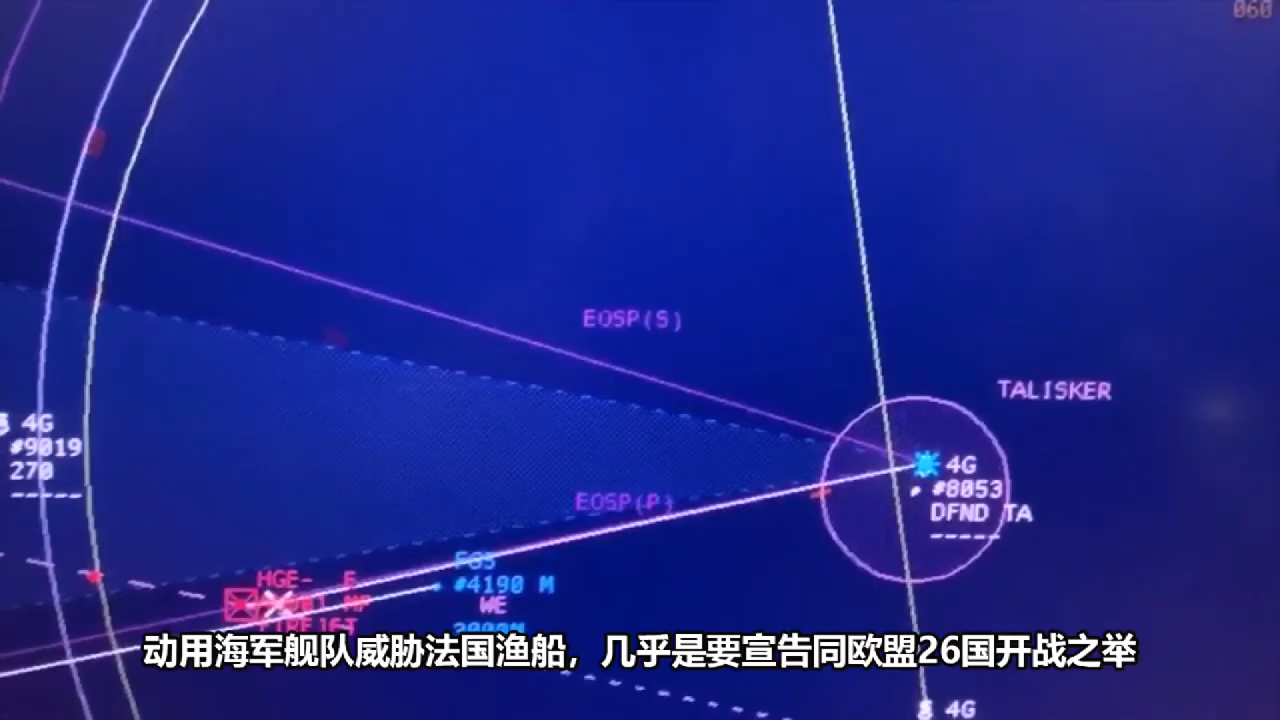 060
EOSP(S)
TALISKER
4G
#9019
270
-----
4G
#8053
DFND TA
-----
EOSP(P)
#4190 M
WE
HGE-
动用海军舰队威胁法国渔船，几乎是要宣告同欧盟26国开战之举
4G